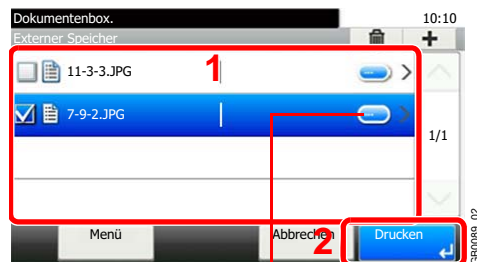 Dokumentenbox. 10:10
Externer Speicher
1
11-3-3.JPG
7-9-2.JPG
1/1
Menü Abbrechen 2 Drucken
GB0089_02